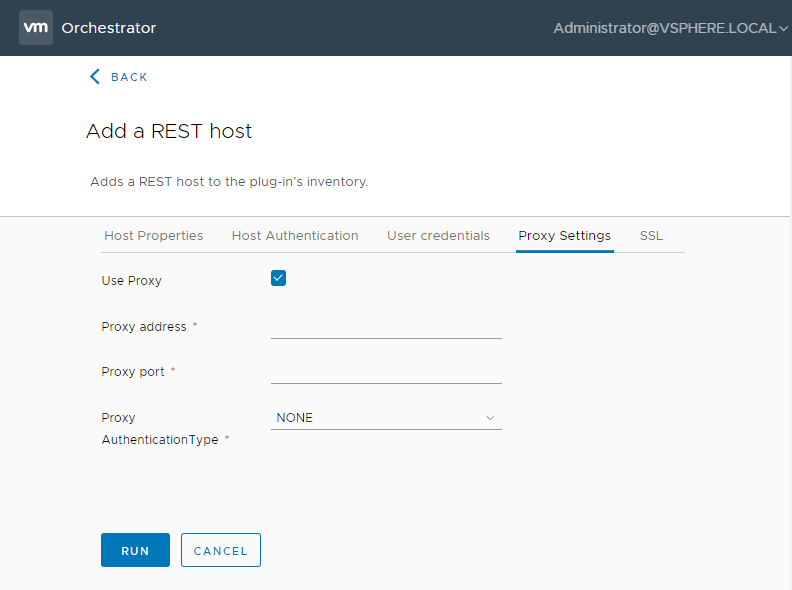 vm Orchestrator Administrator@VSPHERE.LOCAL
BACK
Add a REST host
Adds a REST host to the plug-in's inventory.
Host Properties Host Authentication User credentials Proxy Settings SSL
Use Proxy
Proxy address *
Proxy port *
Proxy NONE
AuthenticationType *
RUN CANCEL